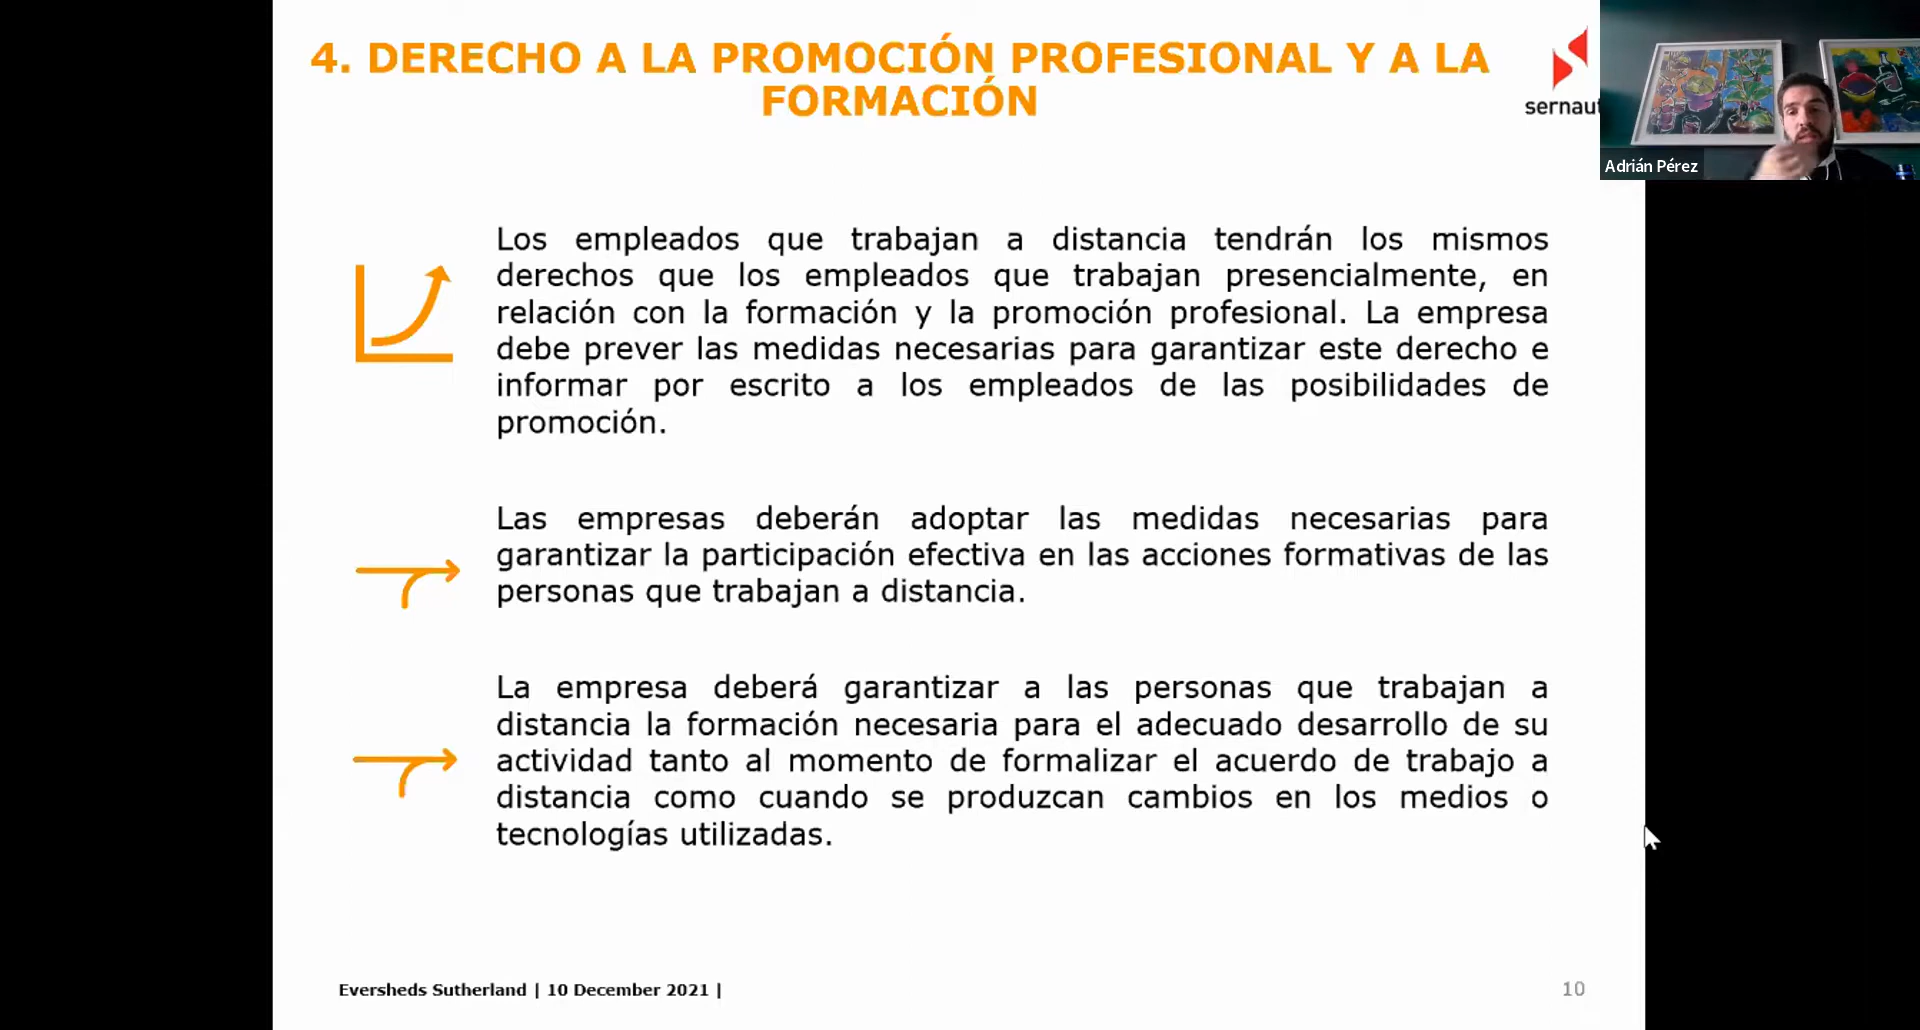 4. DERECHO A LA PROMOCIÓN PROFESIONAL Y A LA
FORMACIÓN
sernaut
Adrián Pérez
Los empleados que trabajan a distancia tendrán los mismos
derechos que los empleados que trabajan presencialmente, en
relación con la formación y la promoción profesional. La empresa
debe prever las medidas necesarias para garantizar este derecho e
informar por escrito a los empleados de las posibilidades de
promoción.
Las empresas deberán adoptar las medidas necesarias para
garantizar la participación efectiva en las acciones formativas de las
personas que trabajan a distancia.
La empresa deberá garantizar a las personas que trabajan a
distancia la formación necesaria para el adecuado desarrollo de su
actividad tanto al momento de formalizar el acuerdo de trabajo a
distancia como cuando se produzcan cambios en los medios o
tecnologías utilizadas.
Eversheds Sutherland | 10 December 2021 |
10